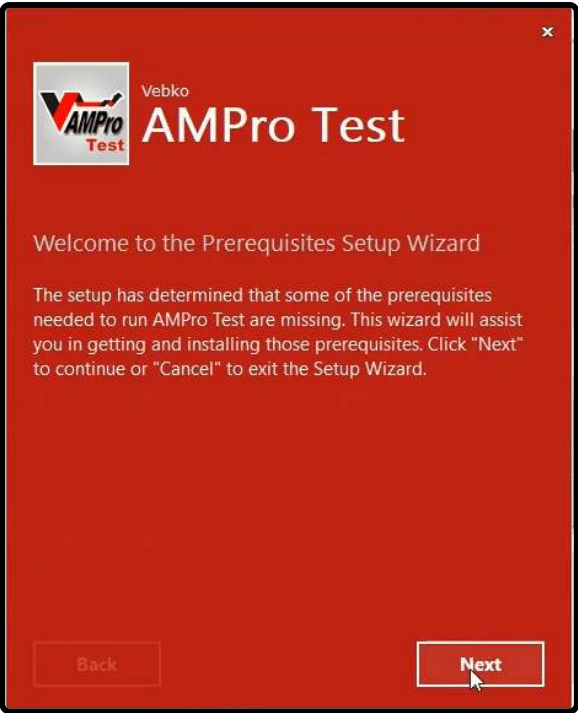 x
Vebko
AMPro Test
VAMPro
Test
Welcome to the Prerequisites Setup Wizard
The setup has determined that some of the prerequisites
needed to run AMPro Test are missing. This wizard will assist
you in getting and installing those prerequisites. Click "Next"
to continue or "Cancel" to exit the Setup Wizard.
Back
Next